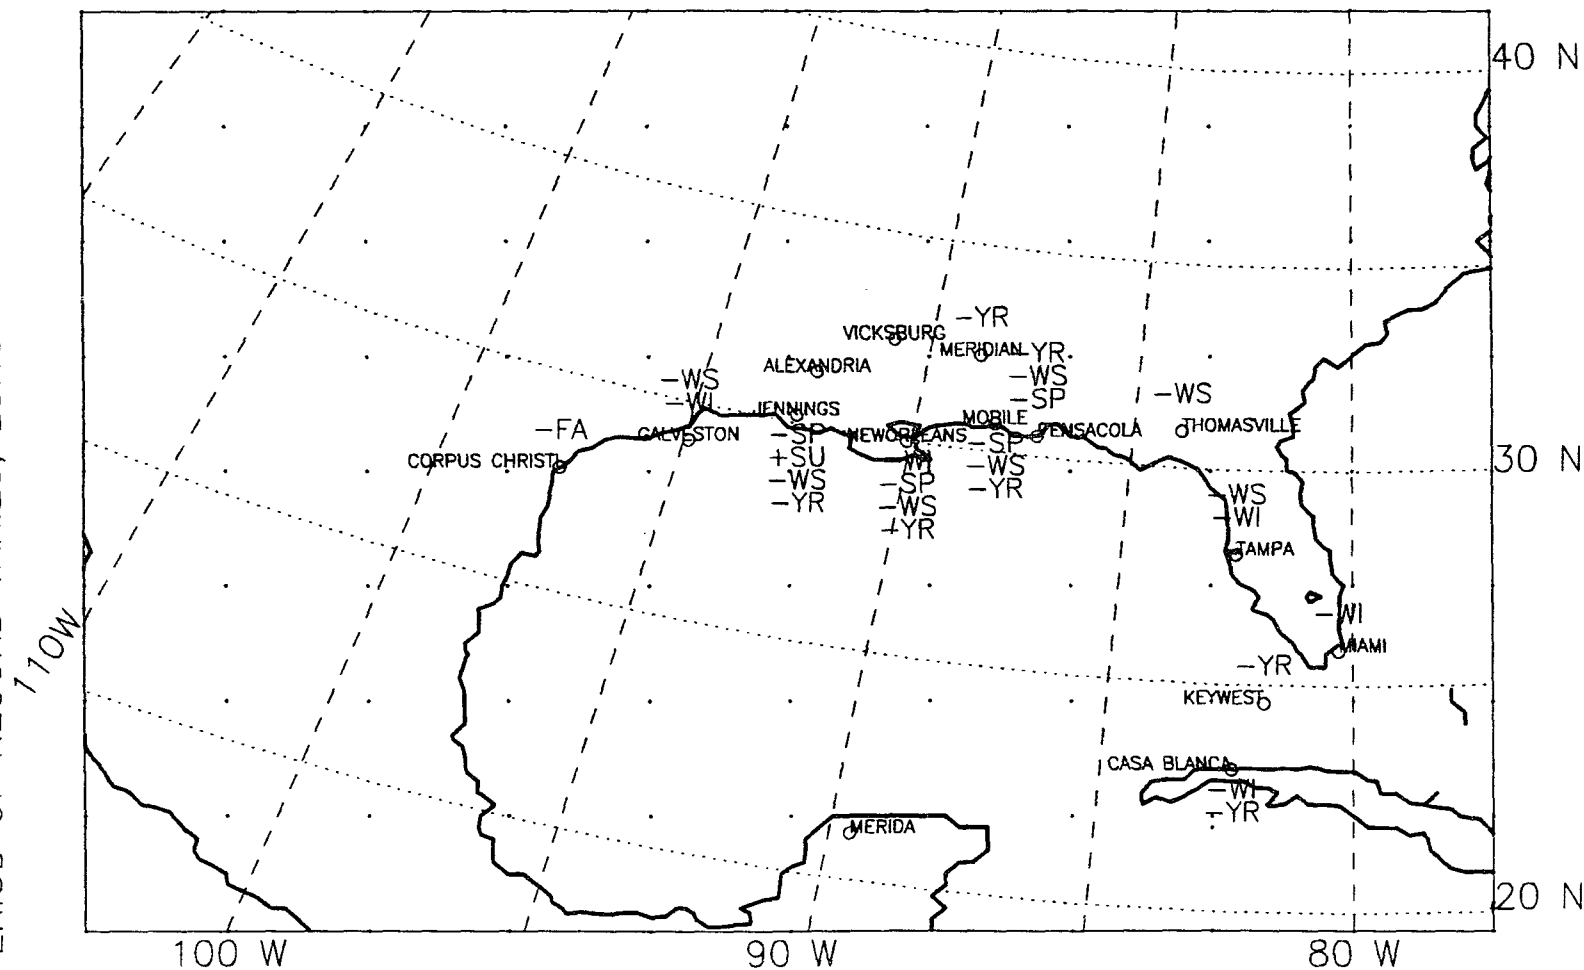 40 N
-YR
VICKSBURG
MERIDIAN
-YR
ALEXANDRIA
-WS
-WS
-WI
-SP
-WS
JENNINGS
MOBILE
-FA
GALVESTON
-SP
NEWORLEANS
PENSACOLA
THOMASVILLE
CORPUS CHRISTI
+SU
WI
-SP
30 N
-WS
-SP
-WS
-YR
-WS
-YR
-WS
-WI
-YR
TAMPA
-WI
110W
MIAMI
-YR
KEYWEST
CASA BLANCA
-WI
-YR
MERIDA
20 N
100 W
90 W
80 W